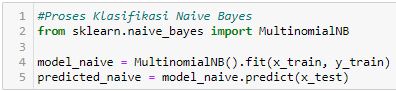 1 #Proses Klasifikasi Naive Bayes
2 from sklearn.naive_bayes import MultinomialNB
3
4 model_naive = MultinomialNB().fit(x_train, y_train)
5 predicted_naive = model_naive.predict(x_test)